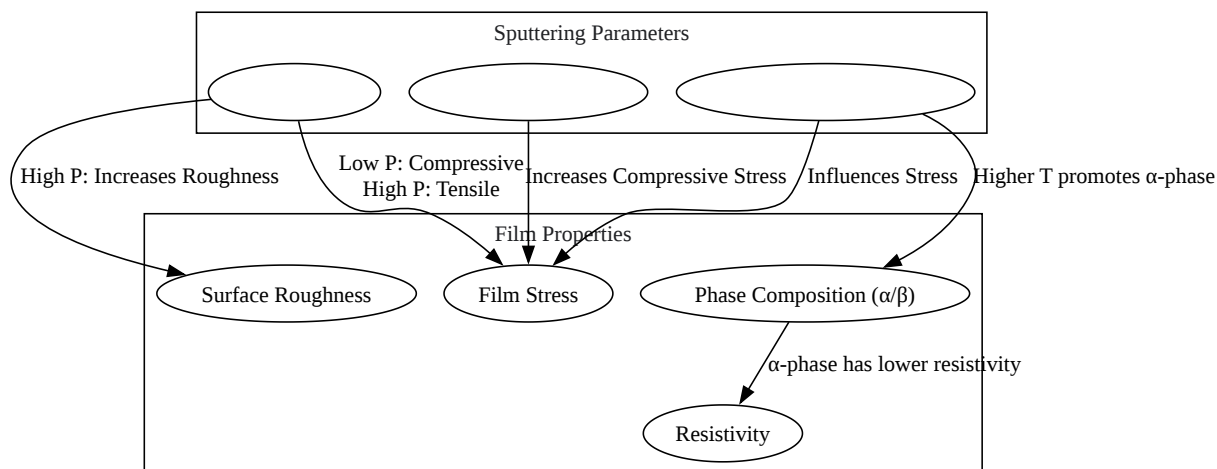 Sputtering Parameters
High P: Increases Roughness
Low P: Compressive
High P: Tensile
Increases Compressive Stress
Influences Stress
Higher T promotes α-phase
Film Properties
Surface Roughness
Film Stress
Phase Composition (α/β)
α-phase has lower resistivity
Resistivity